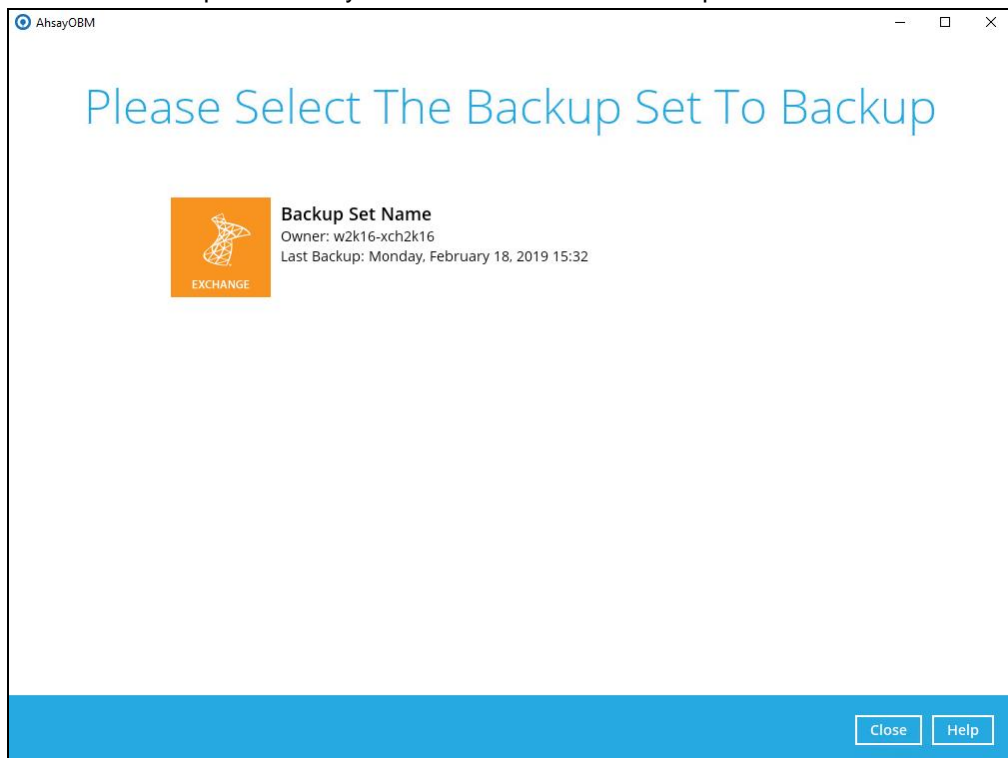 AhsayOBM
Please Select The Backup Set To Backup
Backup Set Name
Owner: w2k16-xch2k16
Last Backup: Monday, February 18, 2019 15:32
EXCHANGE
Close Help